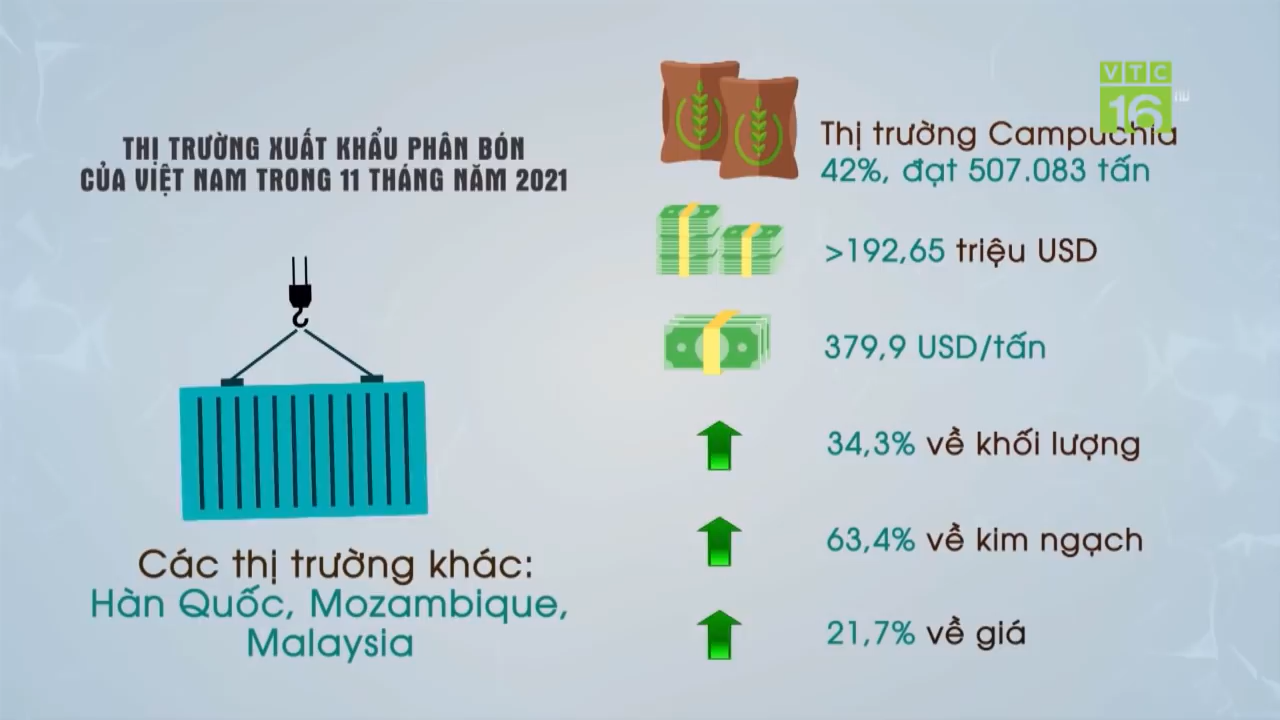 THỊ TRƯỜNG XUẤT KHẨU PHÂN BÓN
CỦA VIỆT NAM TRONG 11 THÁNG NĂM 2021
Các thị trường khác:
Hàn Quốc, Mozambique,
Malaysia
VTC
16
HD
Thị trường Campuchia
42%, đạt 507.083 tấn
>192,65 triệu USD
379,9 USD/tấn
34,3% về khối lượng
63,4% về kim ngạch
21,7% về giá